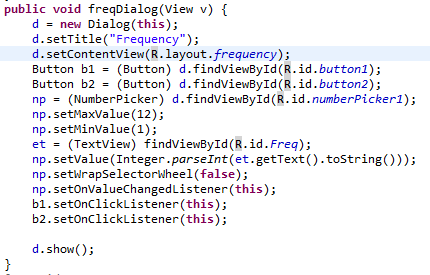 public void freqDialog(View v) {
d = new Dialog(this);
d.setTitle("Frequency");
d.setContentView(R.layout.frequency);
Button b1 = (Button) d.findViewById(R.id.button1);
Button b2 = (Button) d.findViewById(R.id.button2);
np = (NumberPicker) d.findViewById(R.id.numberPicker1);
np.setMaxValue(12);
np.setMinValue(1);
et = (TextView) findViewById(R.id.Freq);
np.setValue(Integer.parseInt(et.getText().toString()));
np.setWrapSelectorWheel(false);
np.setOnValueChangedListener(this);
b1.setOnClickListener(this);
b2.setOnClickListener(this);
d.show();
}